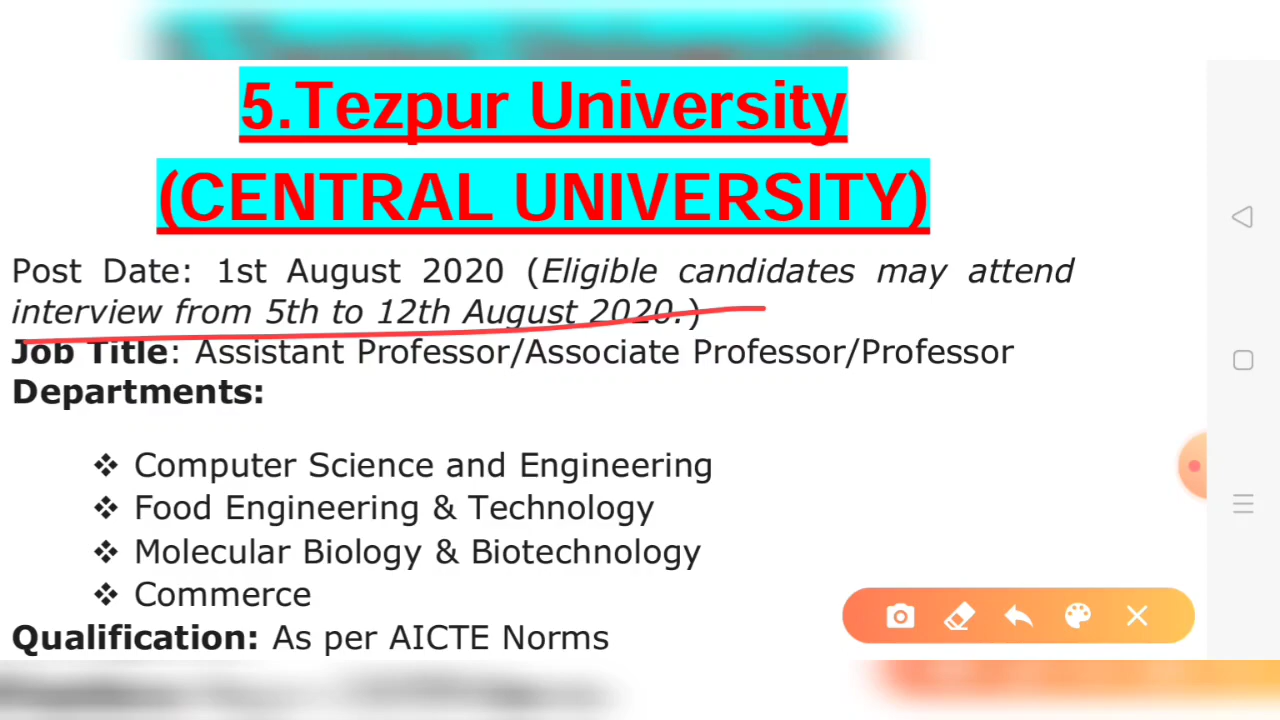 5.Tezpur University
(CENTRAL UNIVERSITY)
Post Date: 1st August 2020 (Eligible candidates may attend
interview from 5th to 12th August 2020.)
Job Title: Assistant Professor/Associate Professor/Professor
Departments:
❖ Computer Science and Engineering
❖ Food Engineering & Technology
❖ Molecular Biology & Biotechnology
❖ Commerce
Qualification: As per AICTE Norms